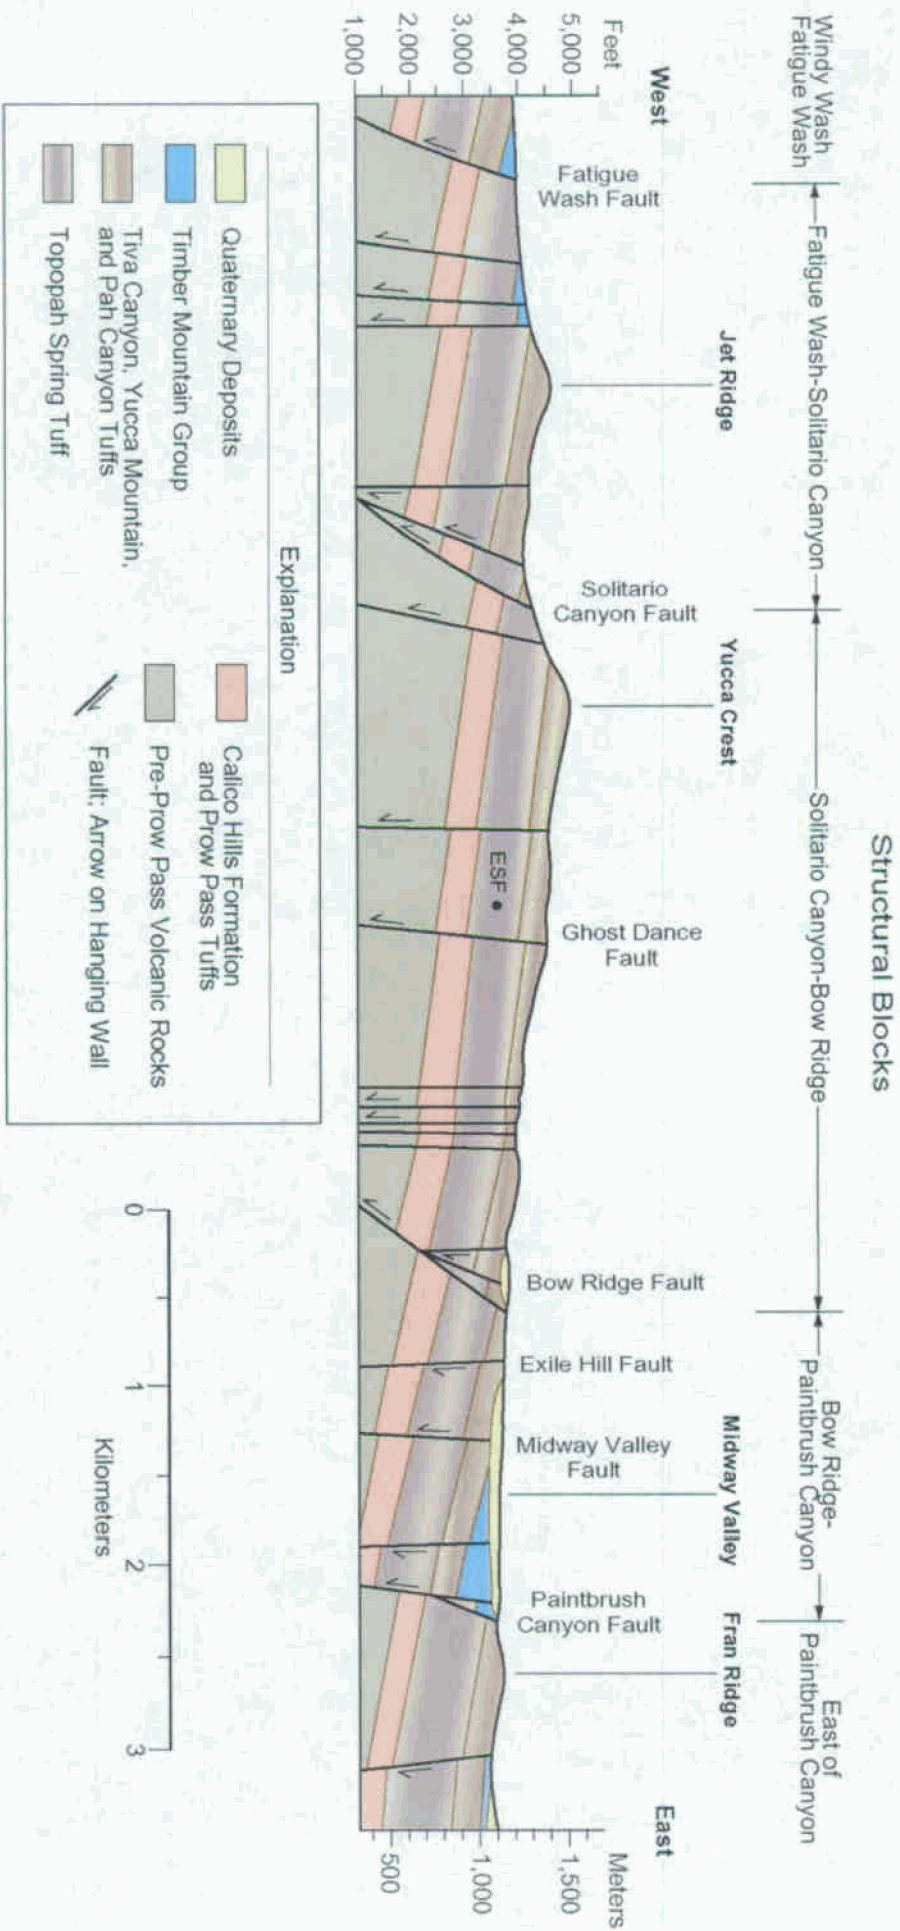 Structural Blocks
Windy Wash
Fatigue Wash
Fatigue Wash-Solitario Canyon
Solitario Canyon-Bow Ridge
Bow Ridge-
Paintbrush Canyon
East of
Paintbrush Canyon
Jet Ridge
Yucca Crest
Midway Valley
Fran Ridge
West
East
Feet
5,000
4,000
3,000
2,000
1,000
Meters
1,500
1,000
500
Fatigue
Wash Fault
Solitario
Canyon Fault
Ghost Dance
Fault
Bow Ridge Fault
Exile Hill Fault
Midway Valley
Fault
Paintbrush
Canyon Fault
ESF
Explanation
Quaternary Deposits
Timber Mountain Group
Tiva Canyon, Yucca Mountain,
and Pah Canyon Tuffs
Topopah Spring Tuff
Calico Hills Formation
and Prow Pass Tuffs
Pre-Prow Pass Volcanic Rocks
Fault; Arrow on Hanging Wall
0
1
2
3
Kilometers